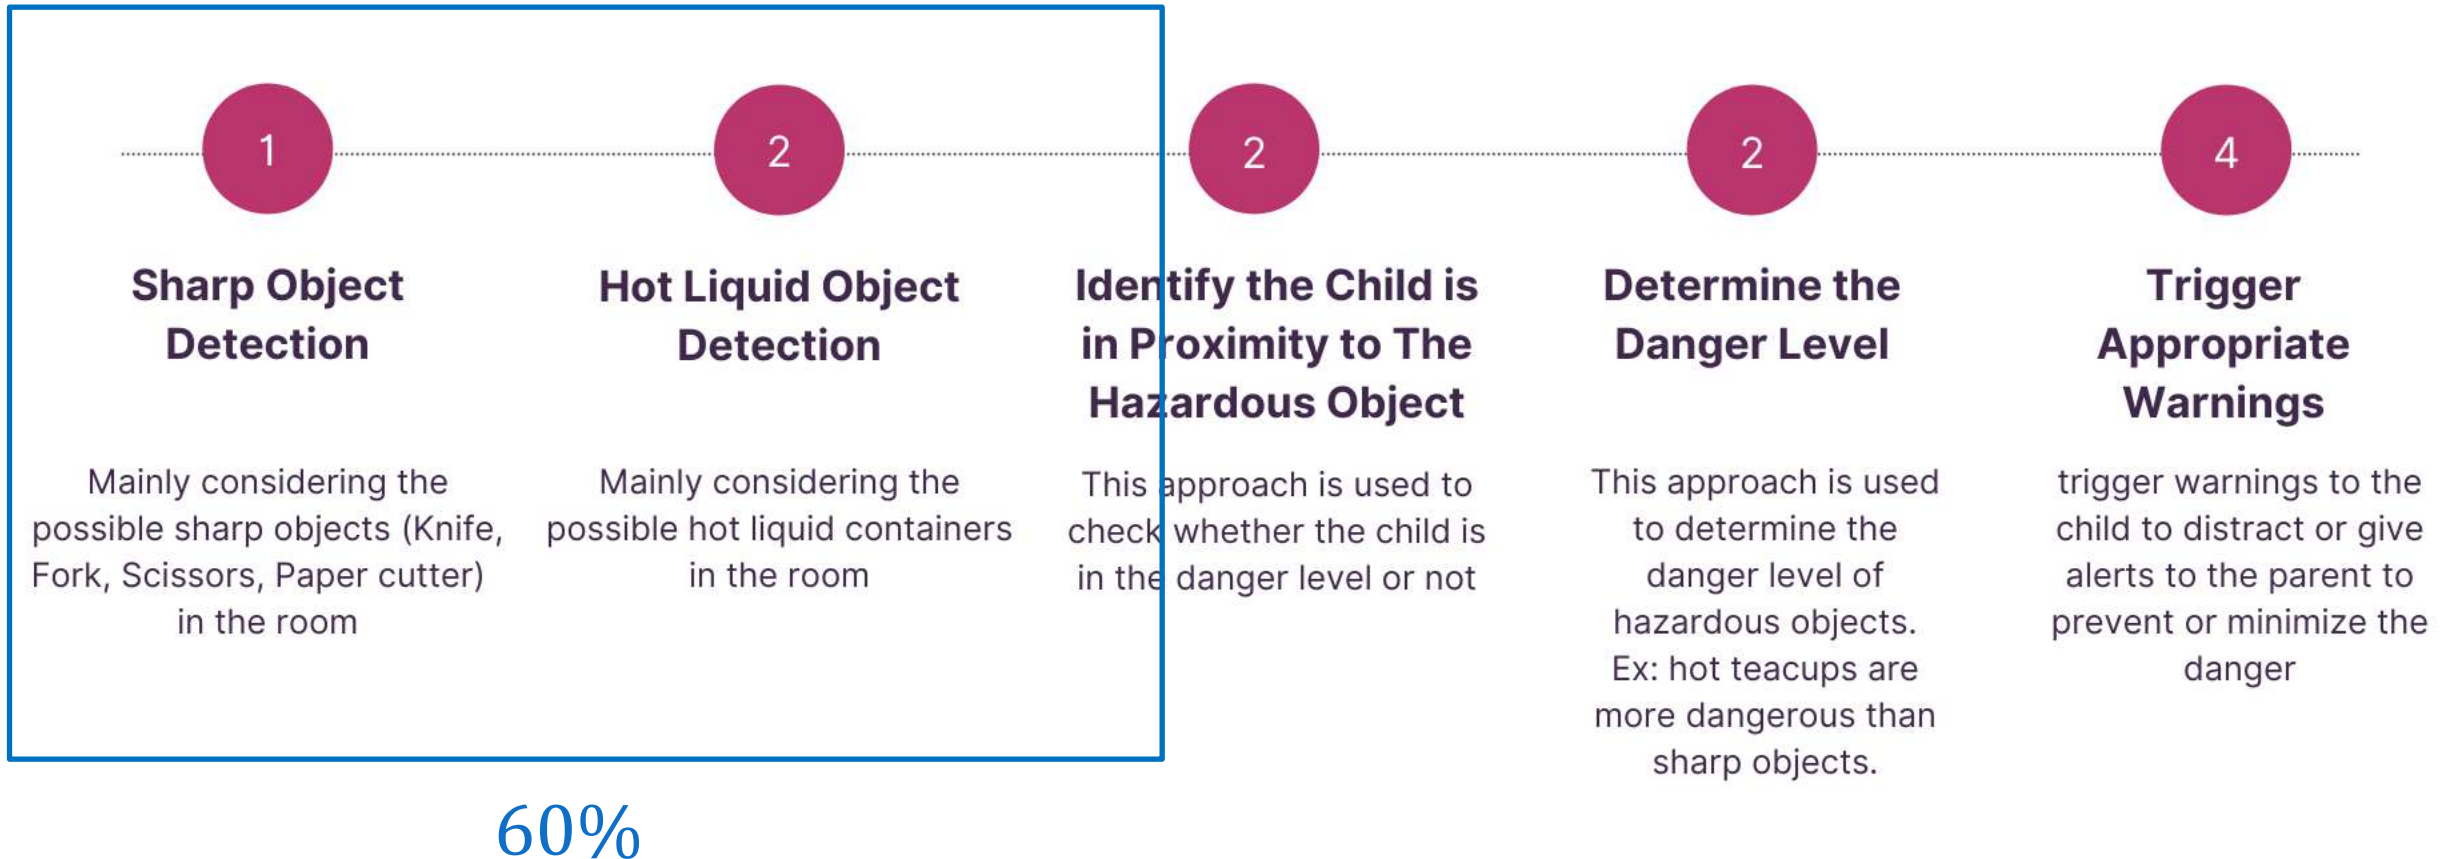 1
Sharp Object
Detection
Mainly considering the
possible sharp objects (Knife,
Fork, Scissors, Paper cutter)
in the room
2
Hot Liquid Object
Detection
Mainly considering the
possible hot liquid containers
in the room
2
Identify the Child is
in Proximity to The
Hazardous Object
This approach is used to
check whether the child is
in the danger level or not
2
Determine the
Danger Level
This approach is used
to determine the
danger level of
hazardous objects.
Ex: hot teacups are
more dangerous than
sharp objects.
4
Trigger
Appropriate
Warnings
trigger warnings to the
child to distract or give
alerts to the parent to
prevent or minimize the
danger
60%